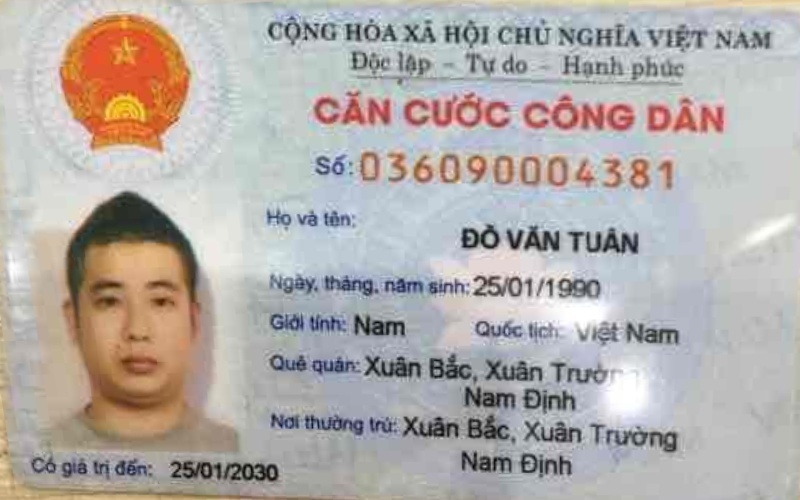 CỘNG HÒA XÃ HỘI CHỦ NGHĨA VIỆT NAM
Độc lập - Tự do - Hạnh phúc
CĂN CƯỚC CÔNG DÂN
Số: 036090004381
Họ và tên:
ĐỖ VĂN TUÂN
Ngày, tháng, năm sinh: 25/01/1990
Giới tính: Nam Quốc tịch: Việt Nam
Quê quán: Xuân Bắc, Xuân Trường
Nam Định
Nơi thường trú: Xuân Bắc, Xuân Trường
Nam Định
Có giá trị đến: 25/01/2030